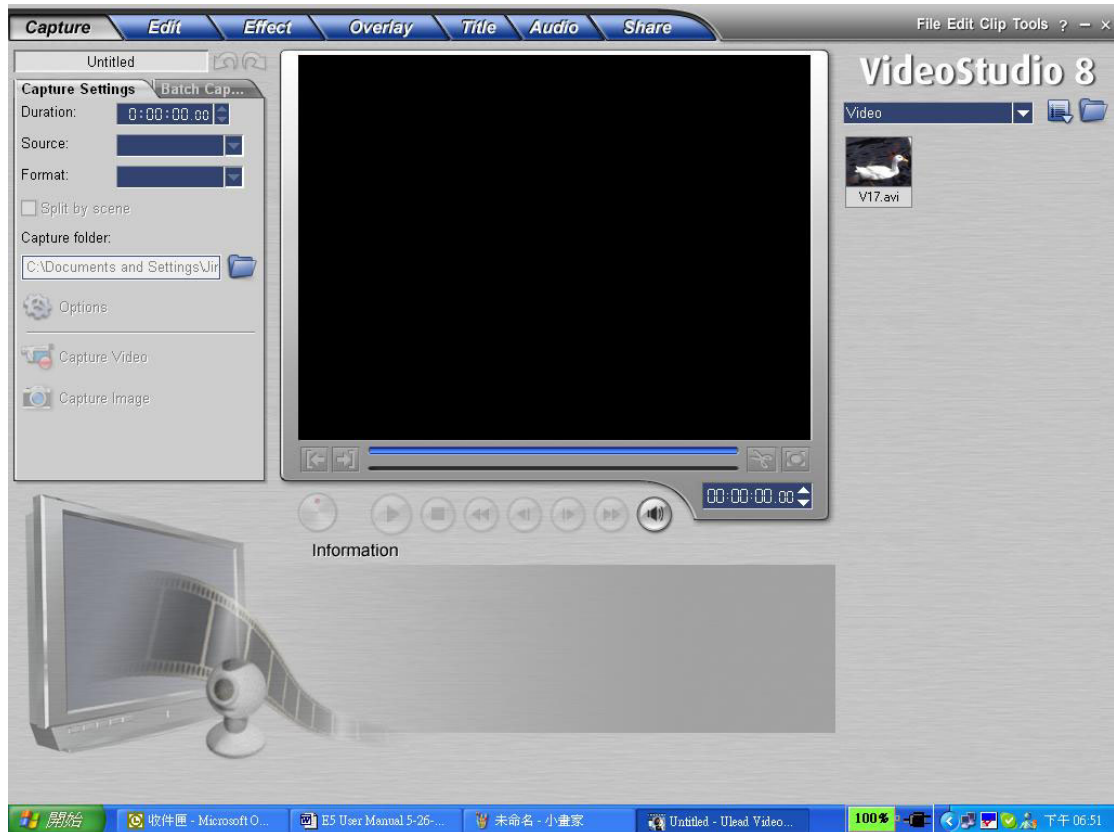 Capture Edit Effect Overlay Title Audio Share
File Edit Clip Tools ? – ×
Untitled
VideoStudio 8
Capture Settings Batch Cap...
Duration: 0:00:00.00
Video
Source:
Format:
Split by scene
V17.avi
Capture folder:
C:\Documents and Settings\Jir
Options
Capture Video
Capture Image
00:00:00.00
Information
開始 收件匣 - Microsoft O... E5 User Manual 5-26-... 未命名 - 小畫家 Untitled - Ulead Video... 100% 下午 06:51